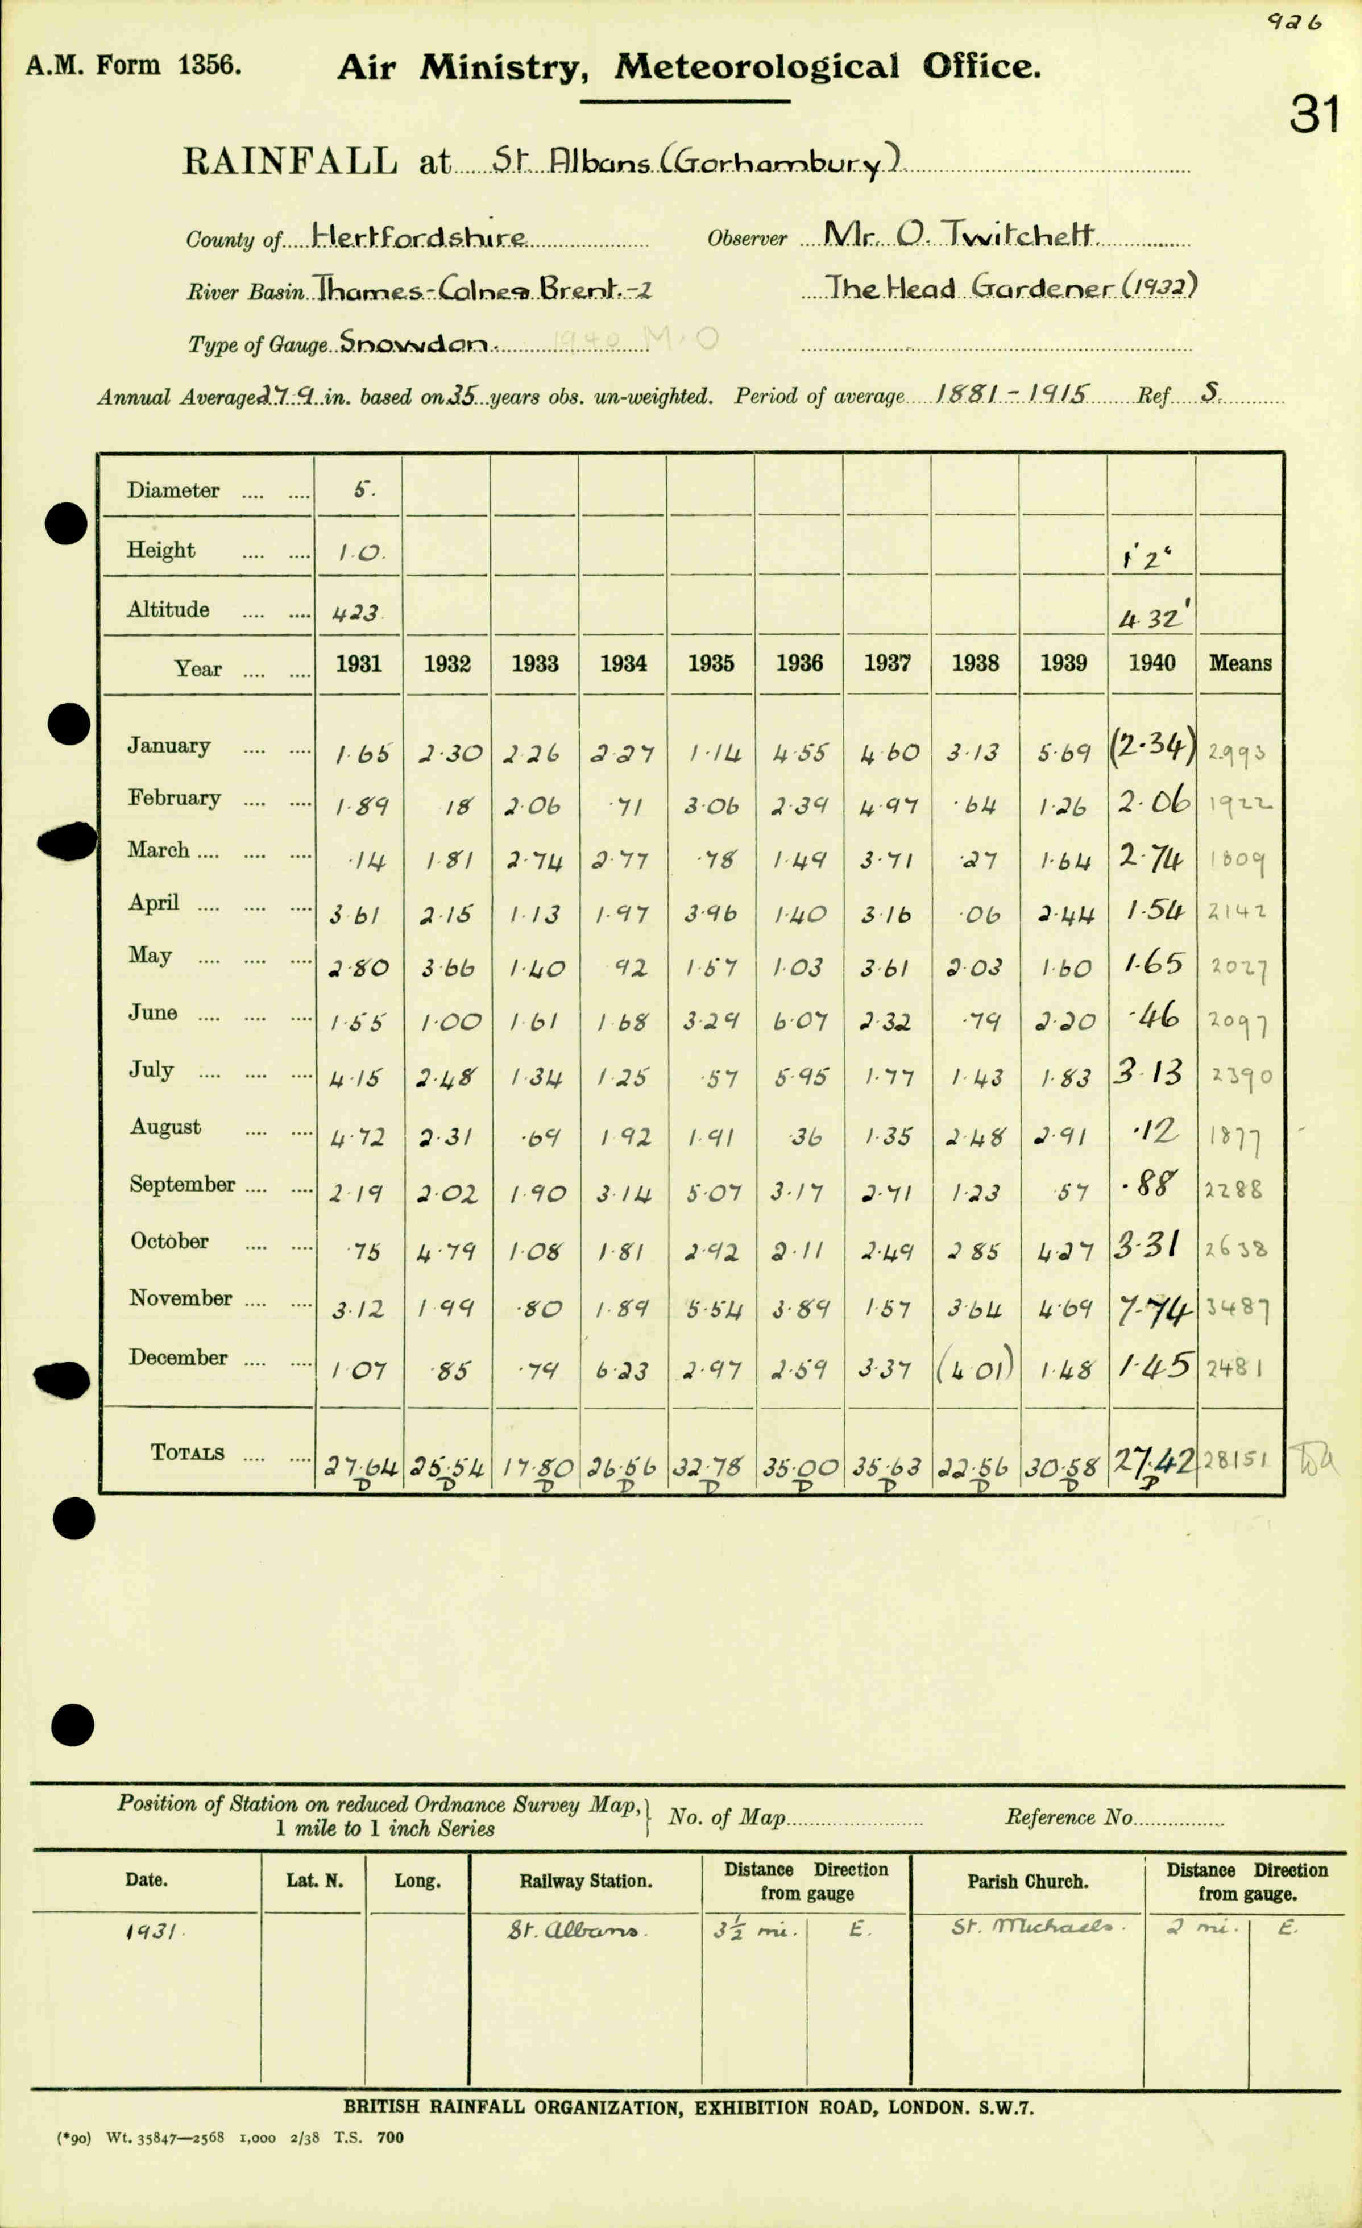 926
A.M. Form 1356. Air Ministry, Meteorological Office.
31
RAINFALL at St. Albans (Gorhambury)
County of Hertfordshire Observer Mr. O. Twitchett.
River Basin Thames-Colne Brent.-2 The Head Gardener (1932)
Type of Gauge Snowdon. 1940 M.O
Annual Average 27.9 in. based on 35 years obs. un-weighted. Period of average 1881-1915 Ref S.
Diameter .... .... 5.
Height .... .... 1.0. 1'2"
Altitude .... .... 423 432'
Year .... .... 1931 1932 1933 1934 1935 1936 1937 1938 1939 1940 Means
January .... .... 1.65 2.30 2.26 2.27 1.14 4.55 4.60 3.13 5.69 (2.34) 2993
February .... .... 1.89 18 2.06 .71 3.06 2.39 4.97 .64 1.26 2.06 1922
March .... .... .... .14 1.81 2.74 2.77 .78 1.49 3.71 .27 1.64 2.74 1809
April .... .... .... 3.61 2.15 1.13 1.97 3.96 1.40 3.16 .06 2.44 1.54 2142
May .... .... .... 2.80 3.66 1.40 92 1.57 1.03 3.61 2.03 1.60 1.65 2027
June .... .... .... 1.55 1.00 1.61 1.68 3.29 6.07 2.32 .79 2.20 .46 2097
July .... .... .... 4.15 2.48 1.34 1.25 .57 5.95 1.77 1.43 1.83 3.13 2390
August .... .... 4.72 2.31 .69 1.92 1.91 .36 1.35 2.48 2.91 .12 1877
September .... .... 2.19 2.02 1.90 3.14 5.07 3.17 2.71 1.23 .57 .88 2288
October .... .... .75 4.79 1.08 1.81 2.92 2.11 2.49 2.85 4.27 3.31 2638
November .... .... 3.12 1.99 .80 1.89 5.54 3.89 1.57 3.64 4.69 7.74 3487
December .... .... 1.07 .85 .79 6.23 2.97 2.59 3.37 (4.01) 1.48 1.45 2481
TOTALS .... .... 27.64 25.54 17.80 26.56 32.78 35.00 35.63 22.56 30.58 27.42 28151
D D D D D D D D D D
Position of Station on reduced Ordnance Survey Map, 1 mile to 1 inch Series } No. of Map Reference No.
Date. Lat. N. Long. Railway Station. Distance Direction from gauge Parish Church. Distance Direction from gauge.
1931. St. Albans. 3½ mi. E. St. Michaels. 2 mi. E.
BRITISH RAINFALL ORGANIZATION, EXHIBITION ROAD, LONDON. S.W.7.
(*90) Wt. 35847—2568 1,000 2/38 T.S. 700